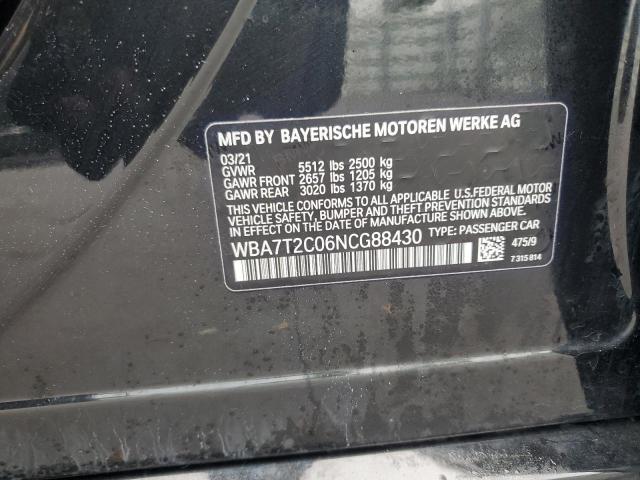 MFD BY BAYERISCHE MOTOREN WERKE AG
03/21
GVWR 5512 lbs 2500 kg
GAWR FRONT 2657 lbs 1205 kg
GAWR REAR 3020 lbs 1370 kg
THIS VEHICLE CONFORMS TO ALL APPLICABLE U.S.FEDERAL MOTOR
VEHICLE SAFETY, BUMPER AND THEFT PREVENTION STANDARDS
IN EFFECT ON THE DATE OF MANUFACTURE SHOWN ABOVE.
WBA7T2C06NCG88430 TYPE: PASSENGER CAR
475/9
7315814